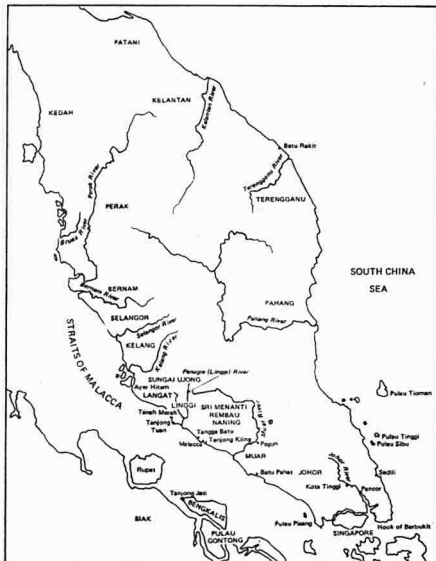 PATANI
KELANTAN
KEDAH
Kelantan River
Batu Rakit
Perak River
Terengganu River
PERAK
TERENGGANU
Bruas River
SOUTH CHINA
SEA
BERNAM
Bernam River
PAHANG
SELANGOR
Selangor River
Pahang River
KELANG
Kelang River
STRAITS OF MALACCA
Penagie (Linggi) River
SUNGAI UJONG
Pulau Tioman
Ayer Hitam
LANGAT
SRI MENANTI
LINGGI
REMBAU
Tanah Merah
NANING
Muar River
Pulau Tinggi
Tanjong
Tuan
Tangga Batu
Pulau Sibu
Tanjong Kling
Pagoh
Malacca
MUAR
Rupat
Batu Pahat
JOHOR
Johor River
Sedili
Kota Tinggi
Pancor
Tanjong Jati
BENGKALIS
SIAK
Pulau Pisang
Hook of Barbukit
SINGAPORE
PULAU
GONTONG